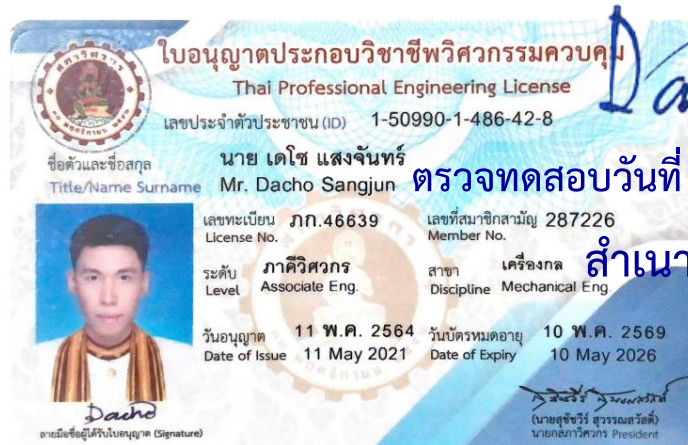 ใบอนุญาตประกอบวิชาชีพวิศวกรรมควบคุม
Thai Professional Engineering License
เลขประจำตัวประชาชน (ID) 1-50990-1-486-42-8
ชื่อตัวและชื่อสกุล นาย เดโช แสงจันทร์
Title/Name Surname Mr. Dacho Sangjun
ตรวจทดสอบวันที่
เลขทะเบียน ภก.46639 เลขที่สมาชิกสามัญ 287226
License No. Member No.
สำเนา
ระดับ ภาคีวิศวกร สาขา เครื่องกล
Level Associate Eng. Discipline Mechanical Eng.
วันอนุญาต 11 พ.ค. 2564 วันบัตรหมดอายุ 10 พ.ค. 2569
Date of Issue 11 May 2021 Date of Expiry 10 May 2026
Dacho
ลายมือชื่อผู้ได้รับใบอนุญาต (Signature)
(นายสุชัชวีร์ สุวรรณสวัสดิ์)
นายกสภาวิศวกร President